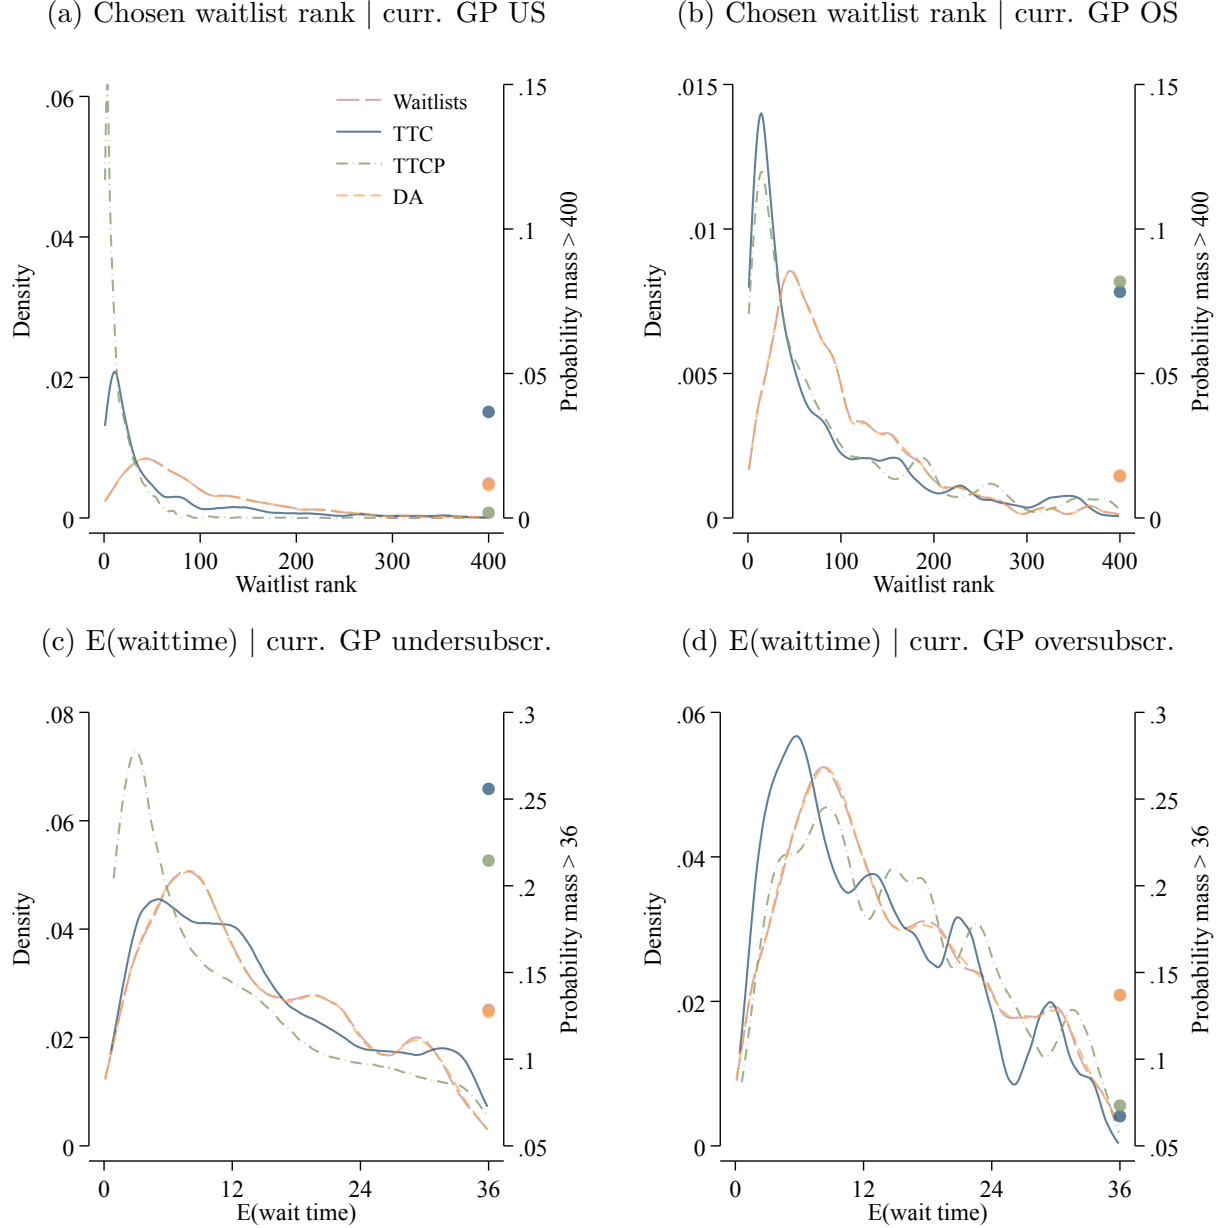 (a) Chosen waitlist rank | curr. GP US
.06
.04
.02
0
Density
.15
.1
.05
0
Probability mass > 400
Waitlists
TTC
TTCP
DA
0 100 200 300 400
Waitlist rank
(b) Chosen waitlist rank | curr. GP OS
.015
.01
.005
0
Density
.15
.1
.05
0
Probability mass > 400
0 100 200 300 400
Waitlist rank
(c) E(waittime) | curr. GP undersubscr.
.08
.06
.04
.02
0
Density
.3
.25
.2
.15
.1
.05
Probability mass > 36
0 12 24 36
E(wait time)
(d) E(waittime) | curr. GP oversubscr.
.06
.04
.02
0
Density
.3
.25
.2
.15
.1
.05
Probability mass > 36
0 12 24 36
E(wait time)